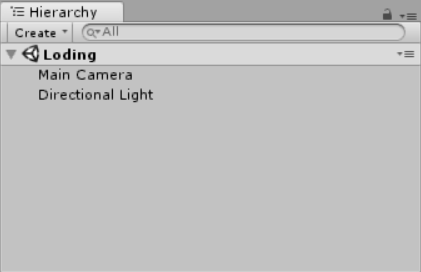 Hierarchy
Create All
Loding
Main Camera
Directional Light